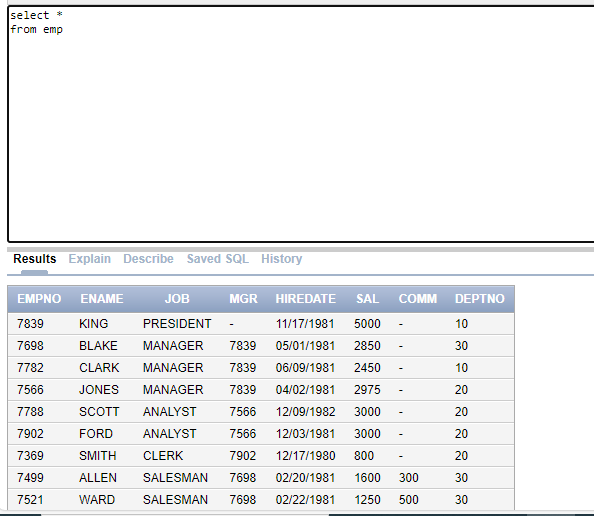 select *
from emp
Results Explain Describe Saved SQL History
EMPNO ENAME JOB MGR HIREDATE SAL COMM DEPTNO
7839 KING PRESIDENT - 11/17/1981 5000 - 10
7698 BLAKE MANAGER 7839 05/01/1981 2850 - 30
7782 CLARK MANAGER 7839 06/09/1981 2450 - 10
7566 JONES MANAGER 7839 04/02/1981 2975 - 20
7788 SCOTT ANALYST 7566 12/09/1982 3000 - 20
7902 FORD ANALYST 7566 12/03/1981 3000 - 20
7369 SMITH CLERK 7902 12/17/1980 800 - 20
7499 ALLEN SALESMAN 7698 02/20/1981 1600 300 30
7521 WARD SALESMAN 7698 02/22/1981 1250 500 30